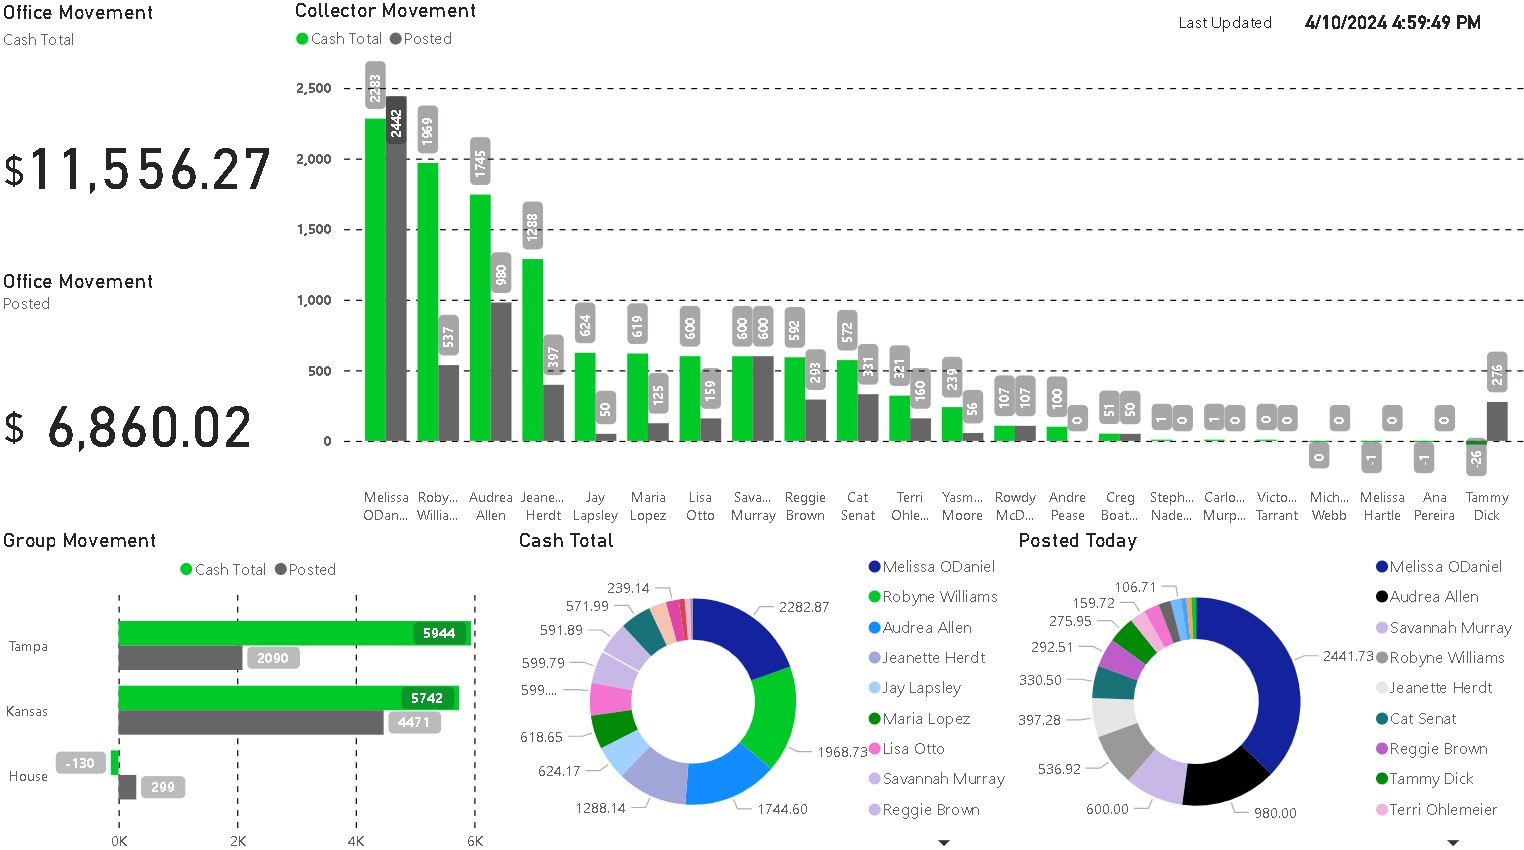 Office Movement
Cash Total
$11,556.27
Office Movement
Posted
$ 6,860.02
Collector Movement
Cash Total Posted
Last Updated 4/10/2024 4:59:49 PM
2,500
2,000
1,500
1,000
500
0
2283 2442 1969 537 1745 980 1288 397 624 50 619 125 600 159 600 600 592 293 572 331 321 160 239 56 107 107 100 0 51 50 1 0 1 0 0 0 0 0 -1 0 -1 0 -26 276
Melissa ODan...
Roby... Willia...
Audrea Allen
Jeane... Herdt
Jay Lapsley
Maria Lopez
Lisa Otto
Sava... Murray
Reggie Brown
Cat Senat
Terri Ohle...
Yasm... Moore
Rowdy McD...
Andre Pease
Creg Boat...
Steph... Nade...
Carlo... Murp...
Victo... Tarrant
Mich... Webb
Melissa Hartle
Ana Pereira
Tammy Dick
Group Movement
Cash Total Posted
Tampa 5944
2090
Kansas 5742
4471
House -130
299
0K 2K 4K 6K
Cash Total
2282.87
1968.73
1744.60
1288.14
624.17
618.65
599....
599.79
591.89
571.99
239.14
Melissa ODaniel
Robyne Williams
Audrea Allen
Jeanette Herdt
Jay Lapsley
Maria Lopez
Lisa Otto
Savannah Murray
Reggie Brown
Posted Today
2441.73
980.00
600.00
536.92
397.28
330.50
292.51
275.95
159.72
106.71
Melissa ODaniel
Audrea Allen
Savannah Murray
Robyne Williams
Jeanette Herdt
Cat Senat
Reggie Brown
Tammy Dick
Terri Ohlemeier